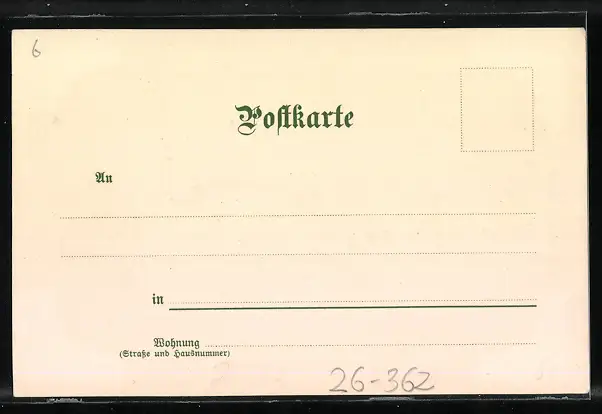 6
Postkarte
An
in
Wohnung
(Straße und Hausnummer)
26-362